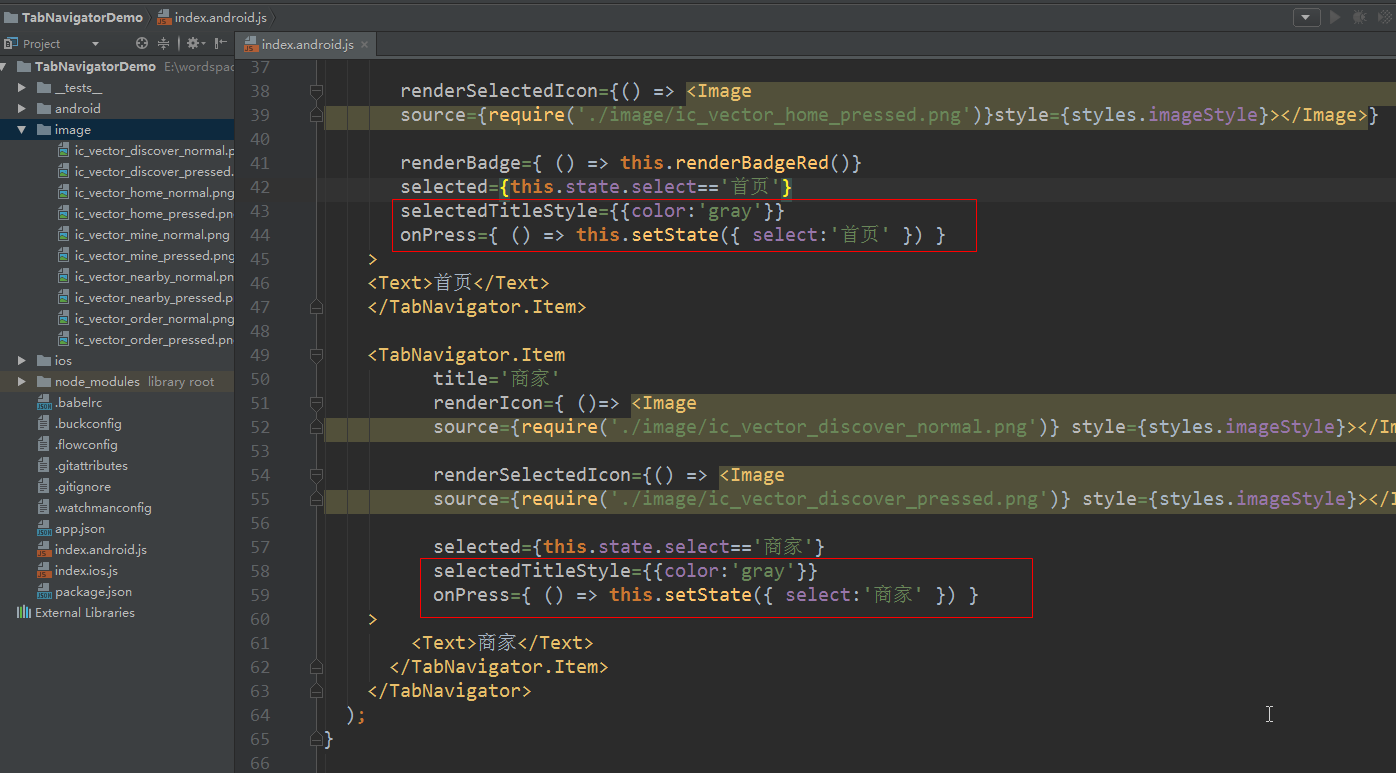 TabNavigatorDemo index.android.js
Project index.android.js
TabNavigatorDemo E:\wordspac
__tests__
android
image
ic_vector_discover_normal.p
ic_vector_discover_pressed.
ic_vector_home_normal.png
ic_vector_home_pressed.pn
ic_vector_mine_normal.png
ic_vector_mine_pressed.png
ic_vector_nearby_normal.pn
ic_vector_nearby_pressed.p
ic_vector_order_normal.png
ic_vector_order_pressed.pn
ios
node_modules library root
.babelrc
.buckconfig
.flowconfig
.gitattributes
.gitignore
.watchmanconfig
app.json
index.android.js
index.ios.js
package.json
External Libraries
37
38 renderSelectedIcon={() => <Image
39 source={require('./image/ic_vector_home_pressed.png')}style={styles.imageStyle}></Image>}
40
41 renderBadge={ () => this.renderBadgeRed()}
42 selected={this.state.select=='首页'}
43 selectedTitleStyle={{color:'gray'}}
44 onPress={ () => this.setState({ select:'首页' }) }
45 >
46 <Text>首页</Text>
47 </TabNavigator.Item>
48
49 <TabNavigator.Item
50 title='商家'
51 renderIcon={ ()=> <Image
52 source={require('./image/ic_vector_discover_normal.png')} style={styles.imageStyle}></Im
53
54 renderSelectedIcon={() => <Image
55 source={require('./image/ic_vector_discover_pressed.png')} style={styles.imageStyle}></I
56
57 selected={this.state.select=='商家'}
58 selectedTitleStyle={{color:'gray'}}
59 onPress={ () => this.setState({ select:'商家' }) }
60 >
61 <Text>商家</Text>
62 </TabNavigator.Item>
63 </TabNavigator>
64 );
65 }
66